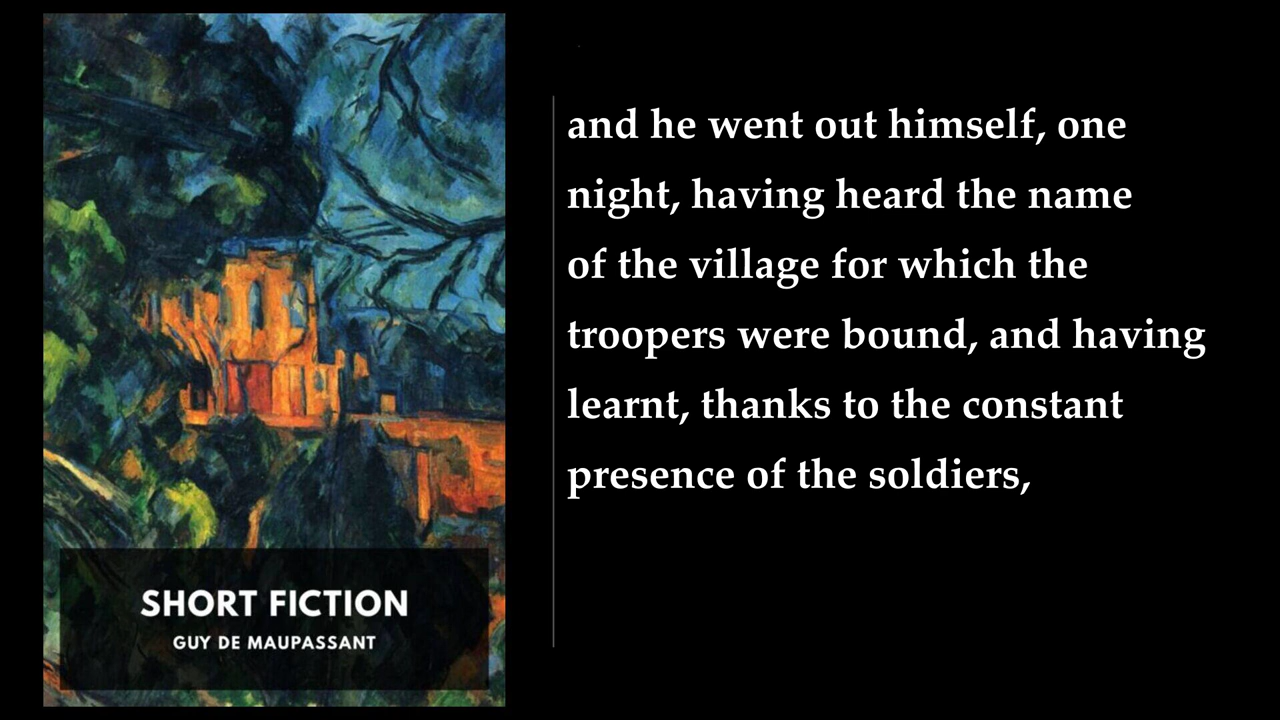 and he went out himself, one
night, having heard the name
of the village for which the
troopers were bound, and having
learnt, thanks to the constant
presence of the soldiers,
SHORT FICTION
GUY DE MAUPASSANT